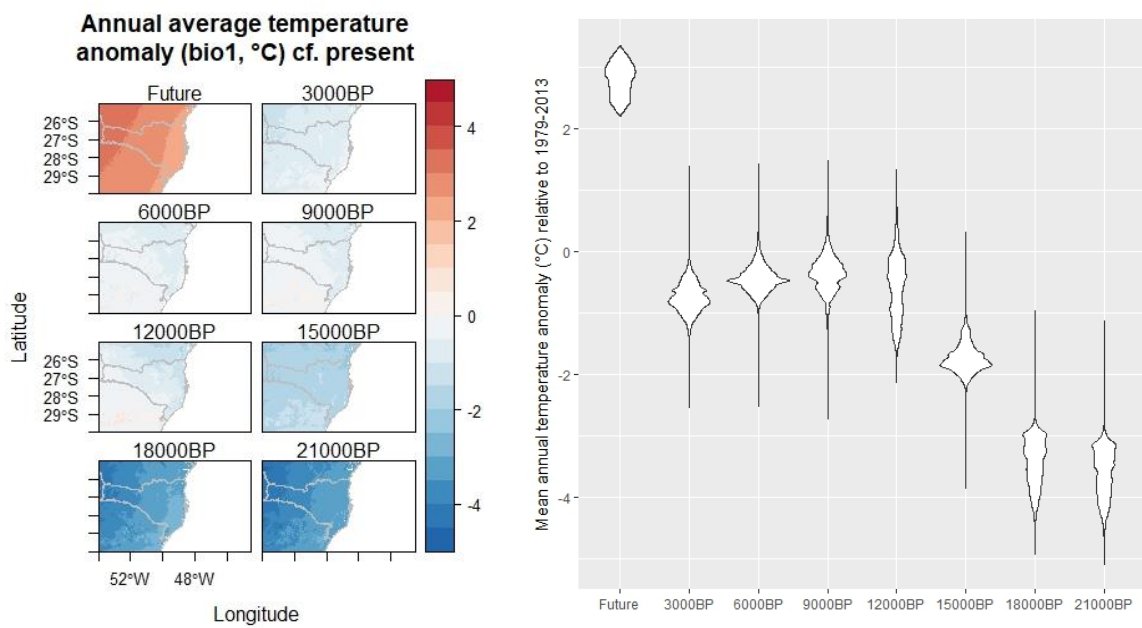 Annual average temperature
anomaly (bio1, °C) cf. present
Future
3000BP
26°S
27°S
28°S
29°S
6000BP
9000BP
12000BP
15000BP
26°S
27°S
28°S
29°S
18000BP
21000BP
52°W
48°W
Latitude
Longitude
4
2
0
-2
-4
Mean annual temperature anomaly (°C) relative to 1979-2013
2
0
-2
-4
Future
3000BP
6000BP
9000BP
12000BP
15000BP
18000BP
21000BP